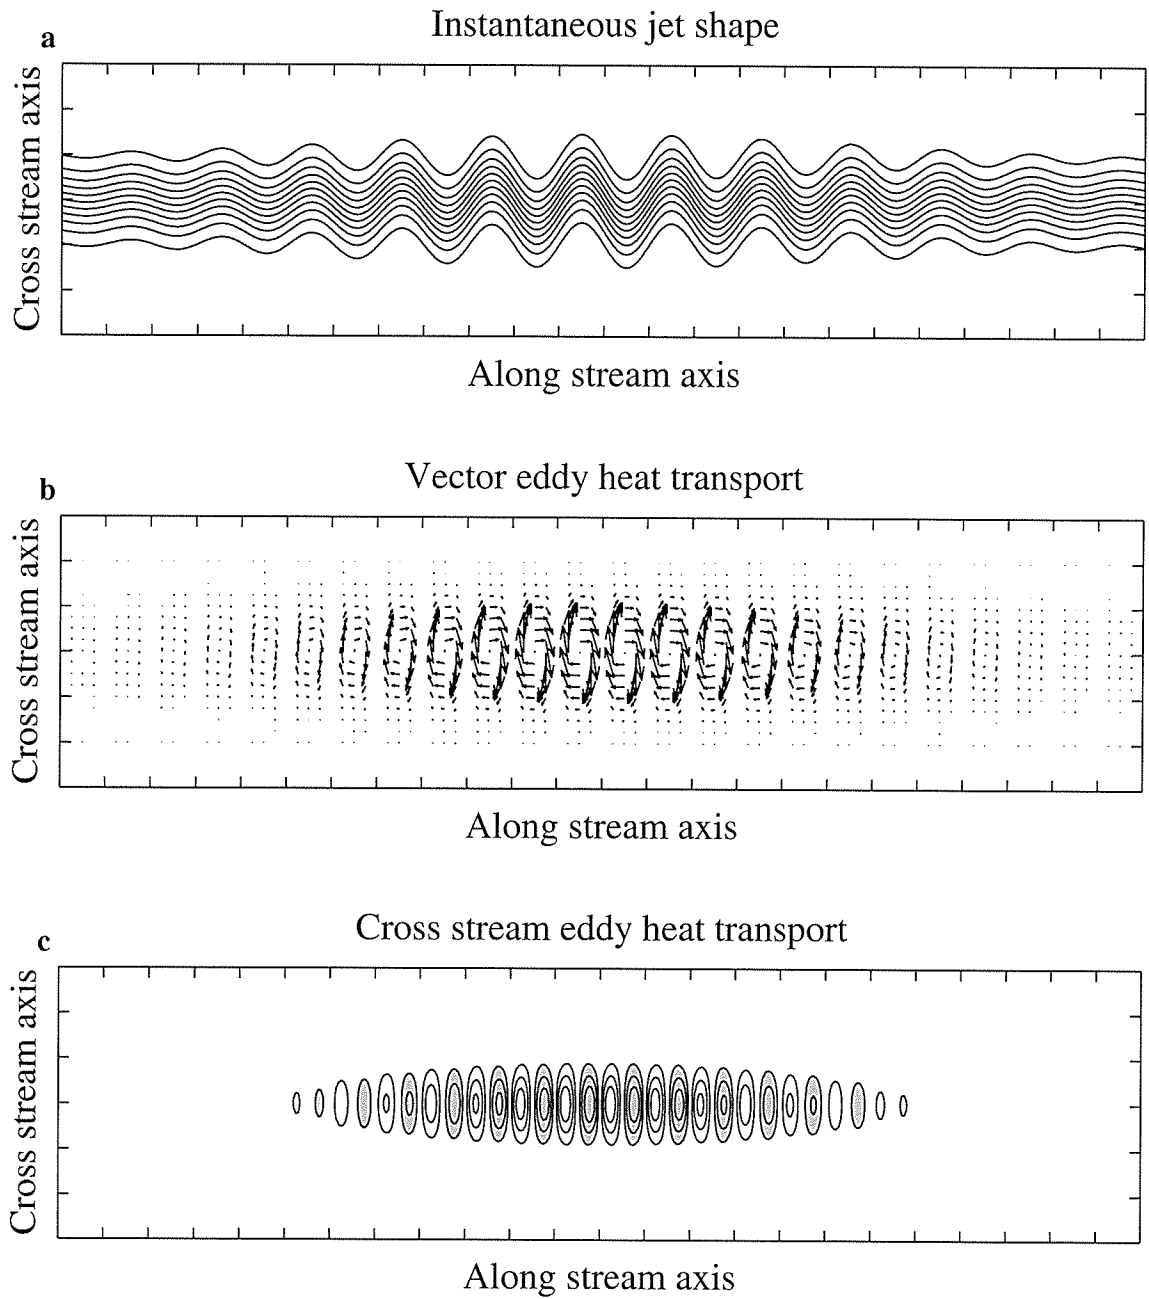 a
Instantaneous jet shape
Cross stream axis
Along stream axis
b
Vector eddy heat transport
Cross stream axis
Along stream axis
c
Cross stream eddy heat transport
Cross stream axis
Along stream axis